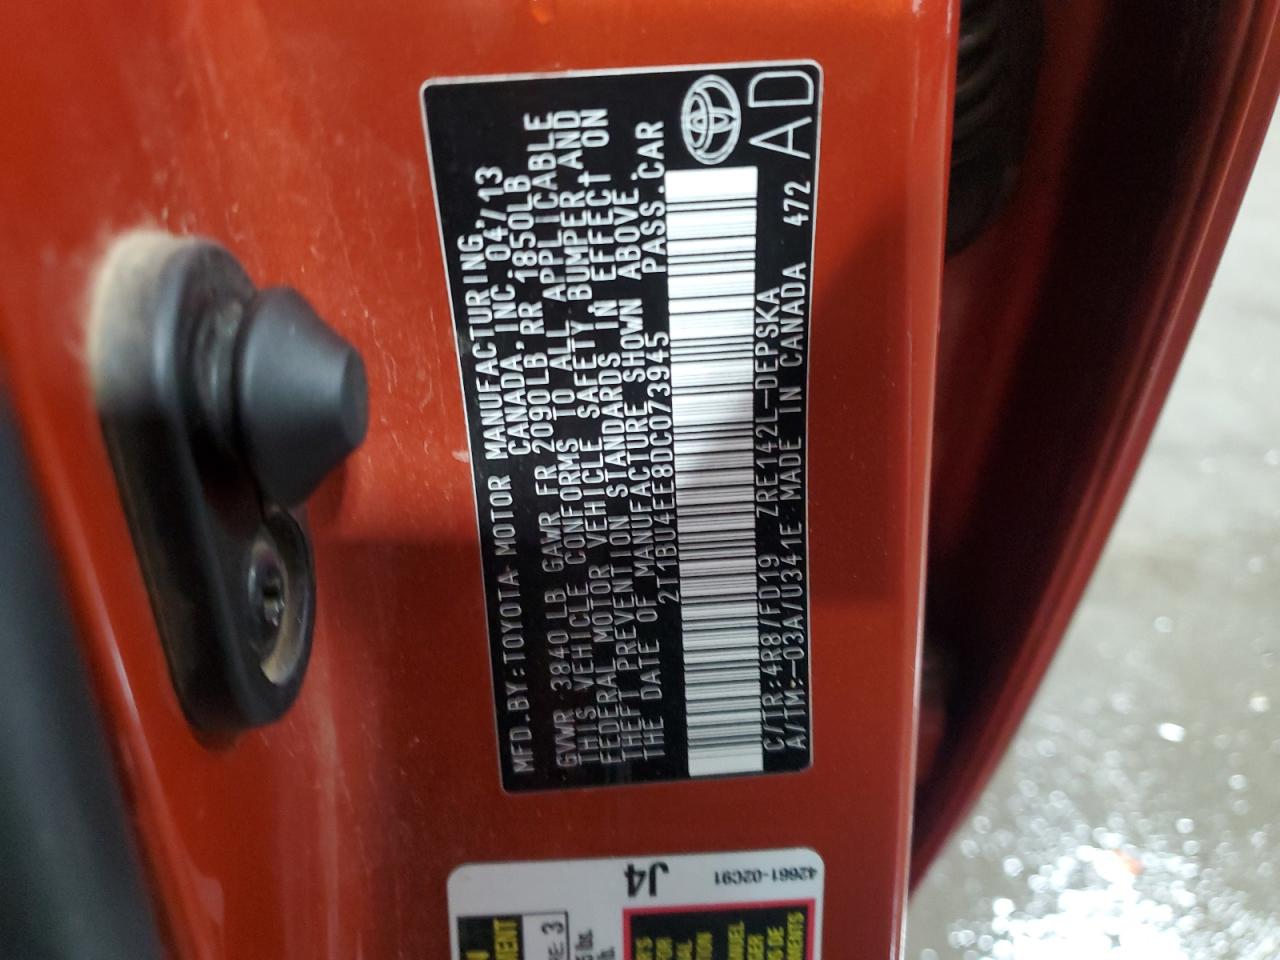 MFD.BY:TOYOTA MOTOR MANUFACTURING,
CANADA,INC. 04/13
GVWR 3840 LB GAWR FR 2090LB, RR 1850LB
THIS VEHICLE CONFORMS TO ALL APPLICABLE
FEDERAL MOTOR VEHICLE SAFETY, BUMPER, AND
THEFT PREVENTION STANDARDS IN EFFECT ON
THE DATE OF MANUFACTURE SHOWN ABOVE.
2T1BU4EE8DC073945 PASS.CAR
C/TR:4R8/FD19 ZRE142L-DEPSKA
A/TM:-03A/U341E MADE IN CANADA 472
AD
J4
42661-02C91
3